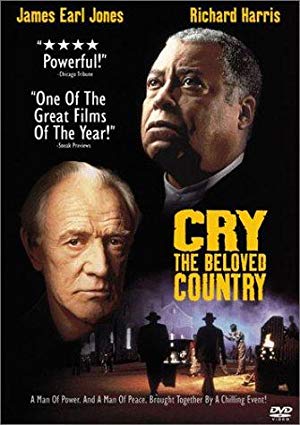 James Earl Jones Richard Harris
"★★★★
Powerful!"
-Chicago Tribune
"One Of The
Great Films
Of The Year!"
-Sneak Previews
CRY
THE BELOVED
COUNTRY
A Man Of Power. And A Man Of Peace. Brought Together By A Chilling Event!
DVD
VIDEO